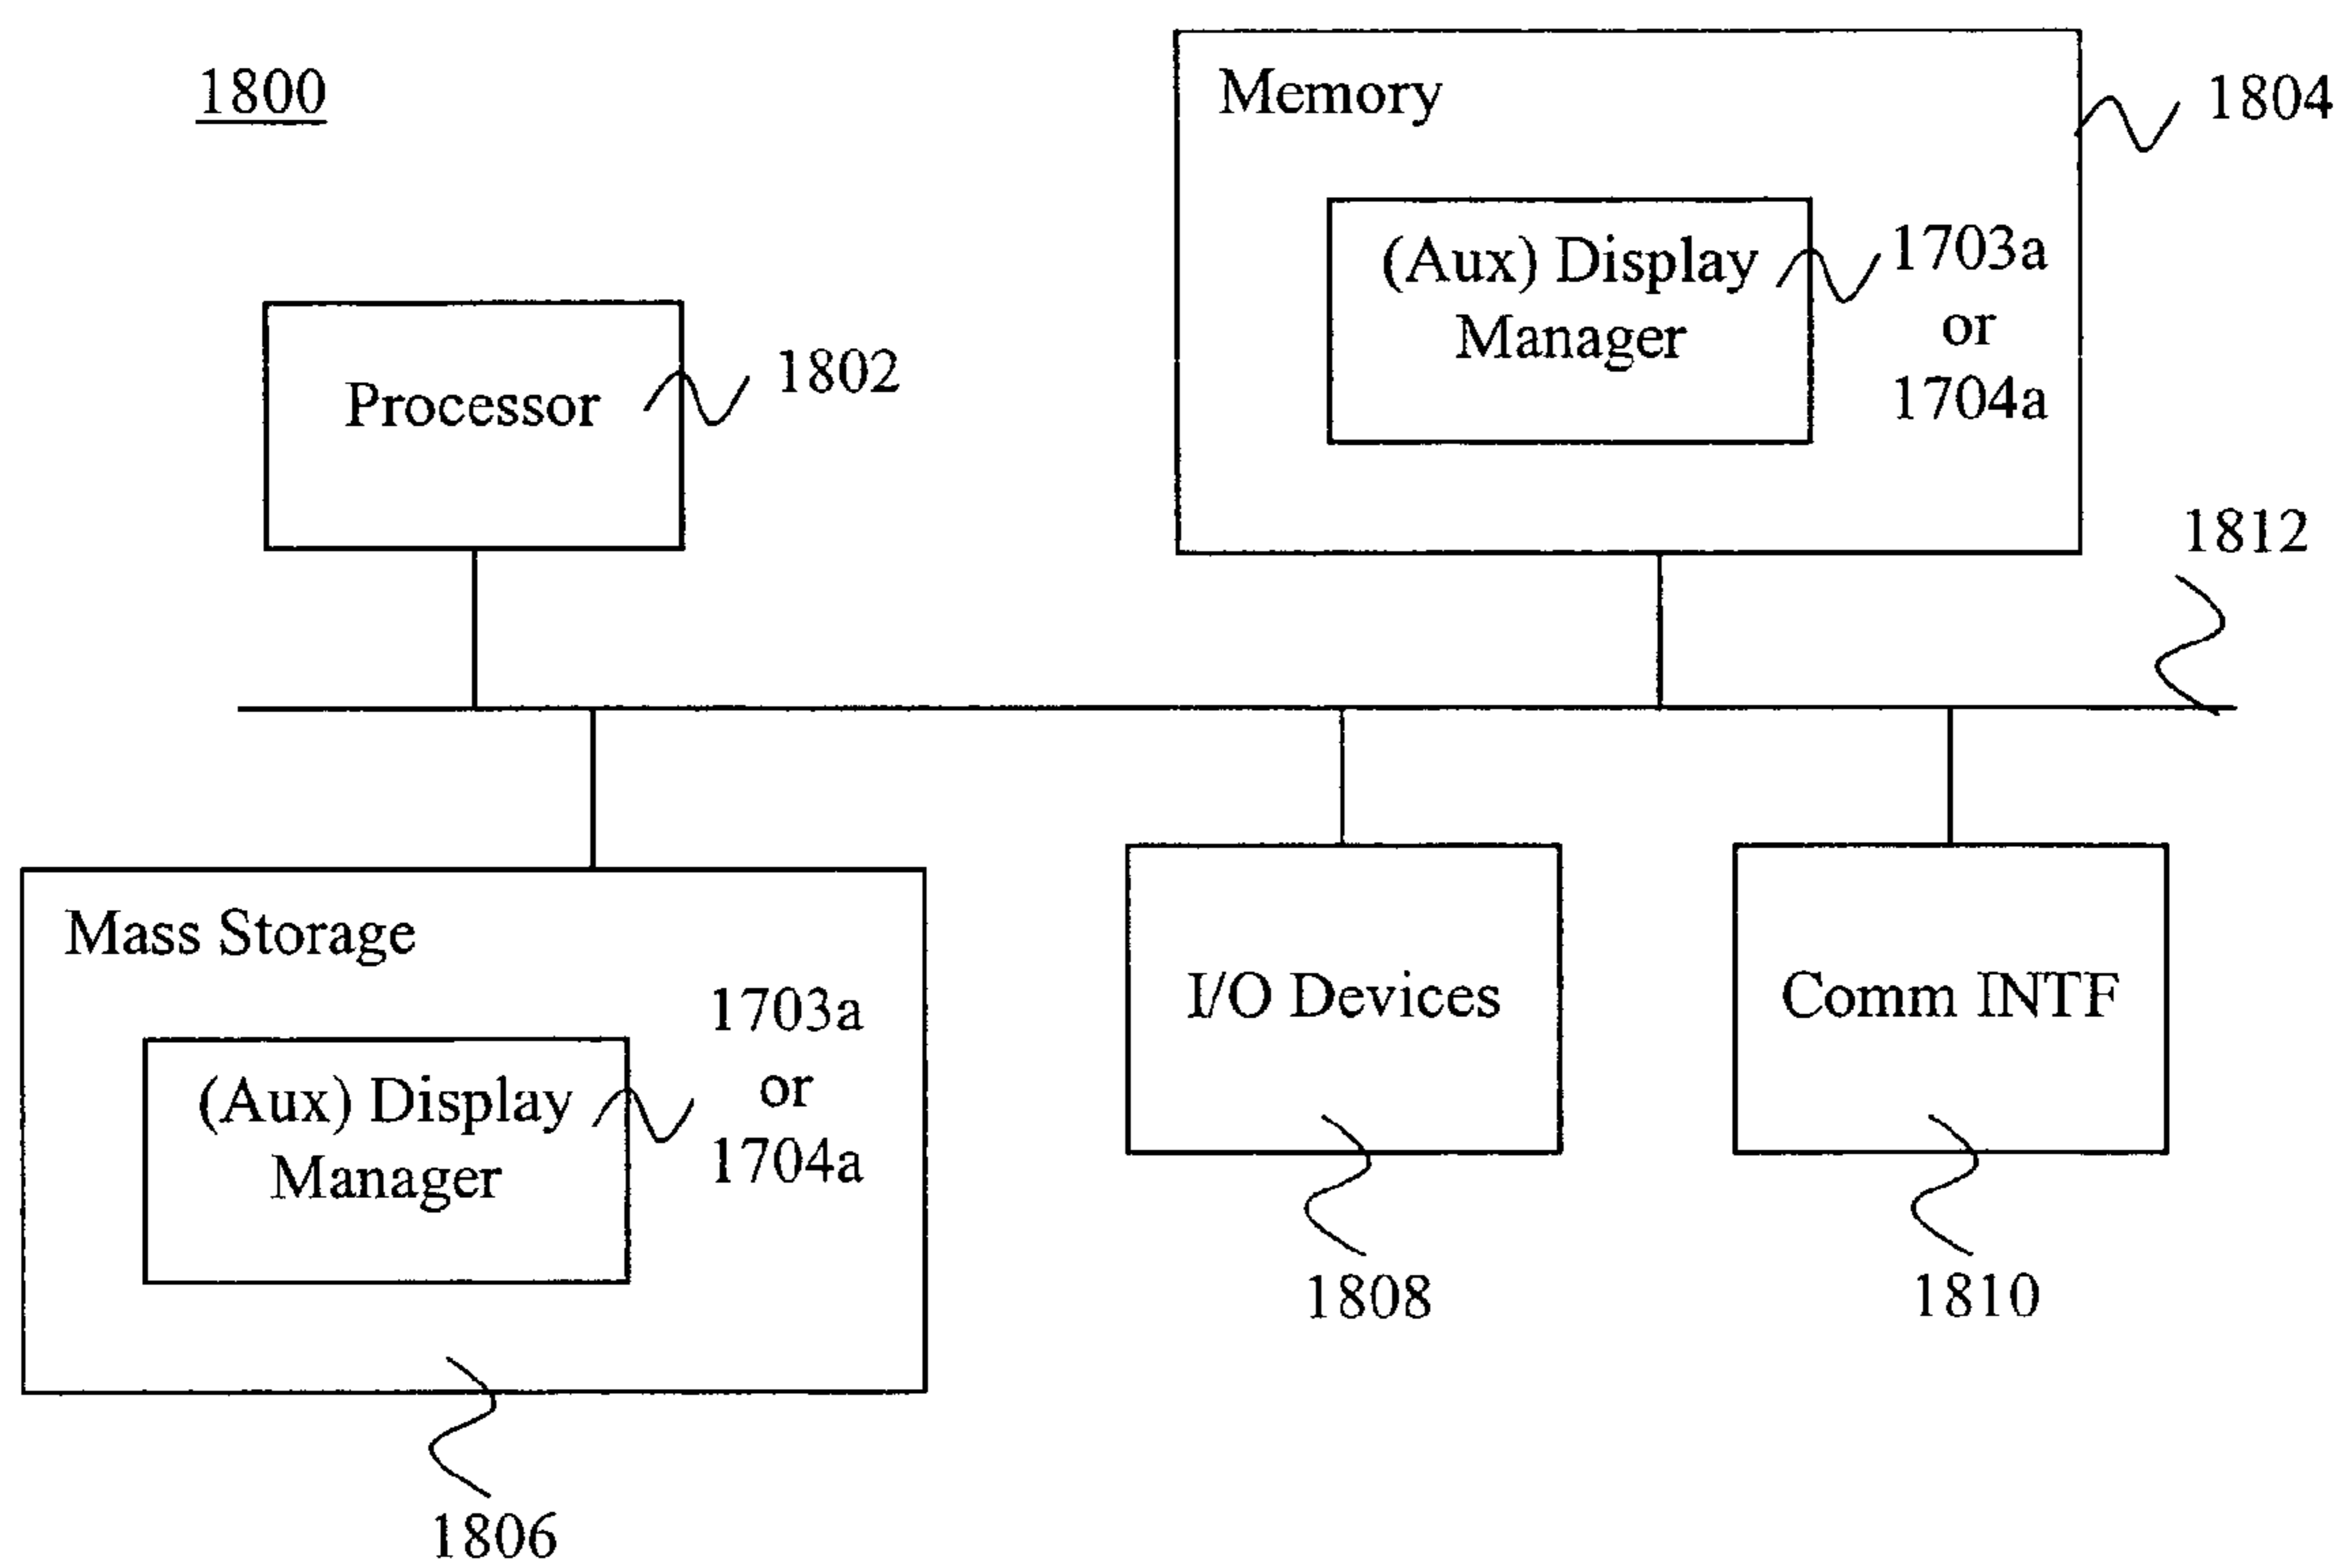 1800
Memory
1804
(Aux) Display
Manager
1703a
or
1704a
Processor
1802
1812
Mass Storage
(Aux) Display
Manager
1703a
or
1704a
1806
I/O Devices
1808
Comm INTF
1810